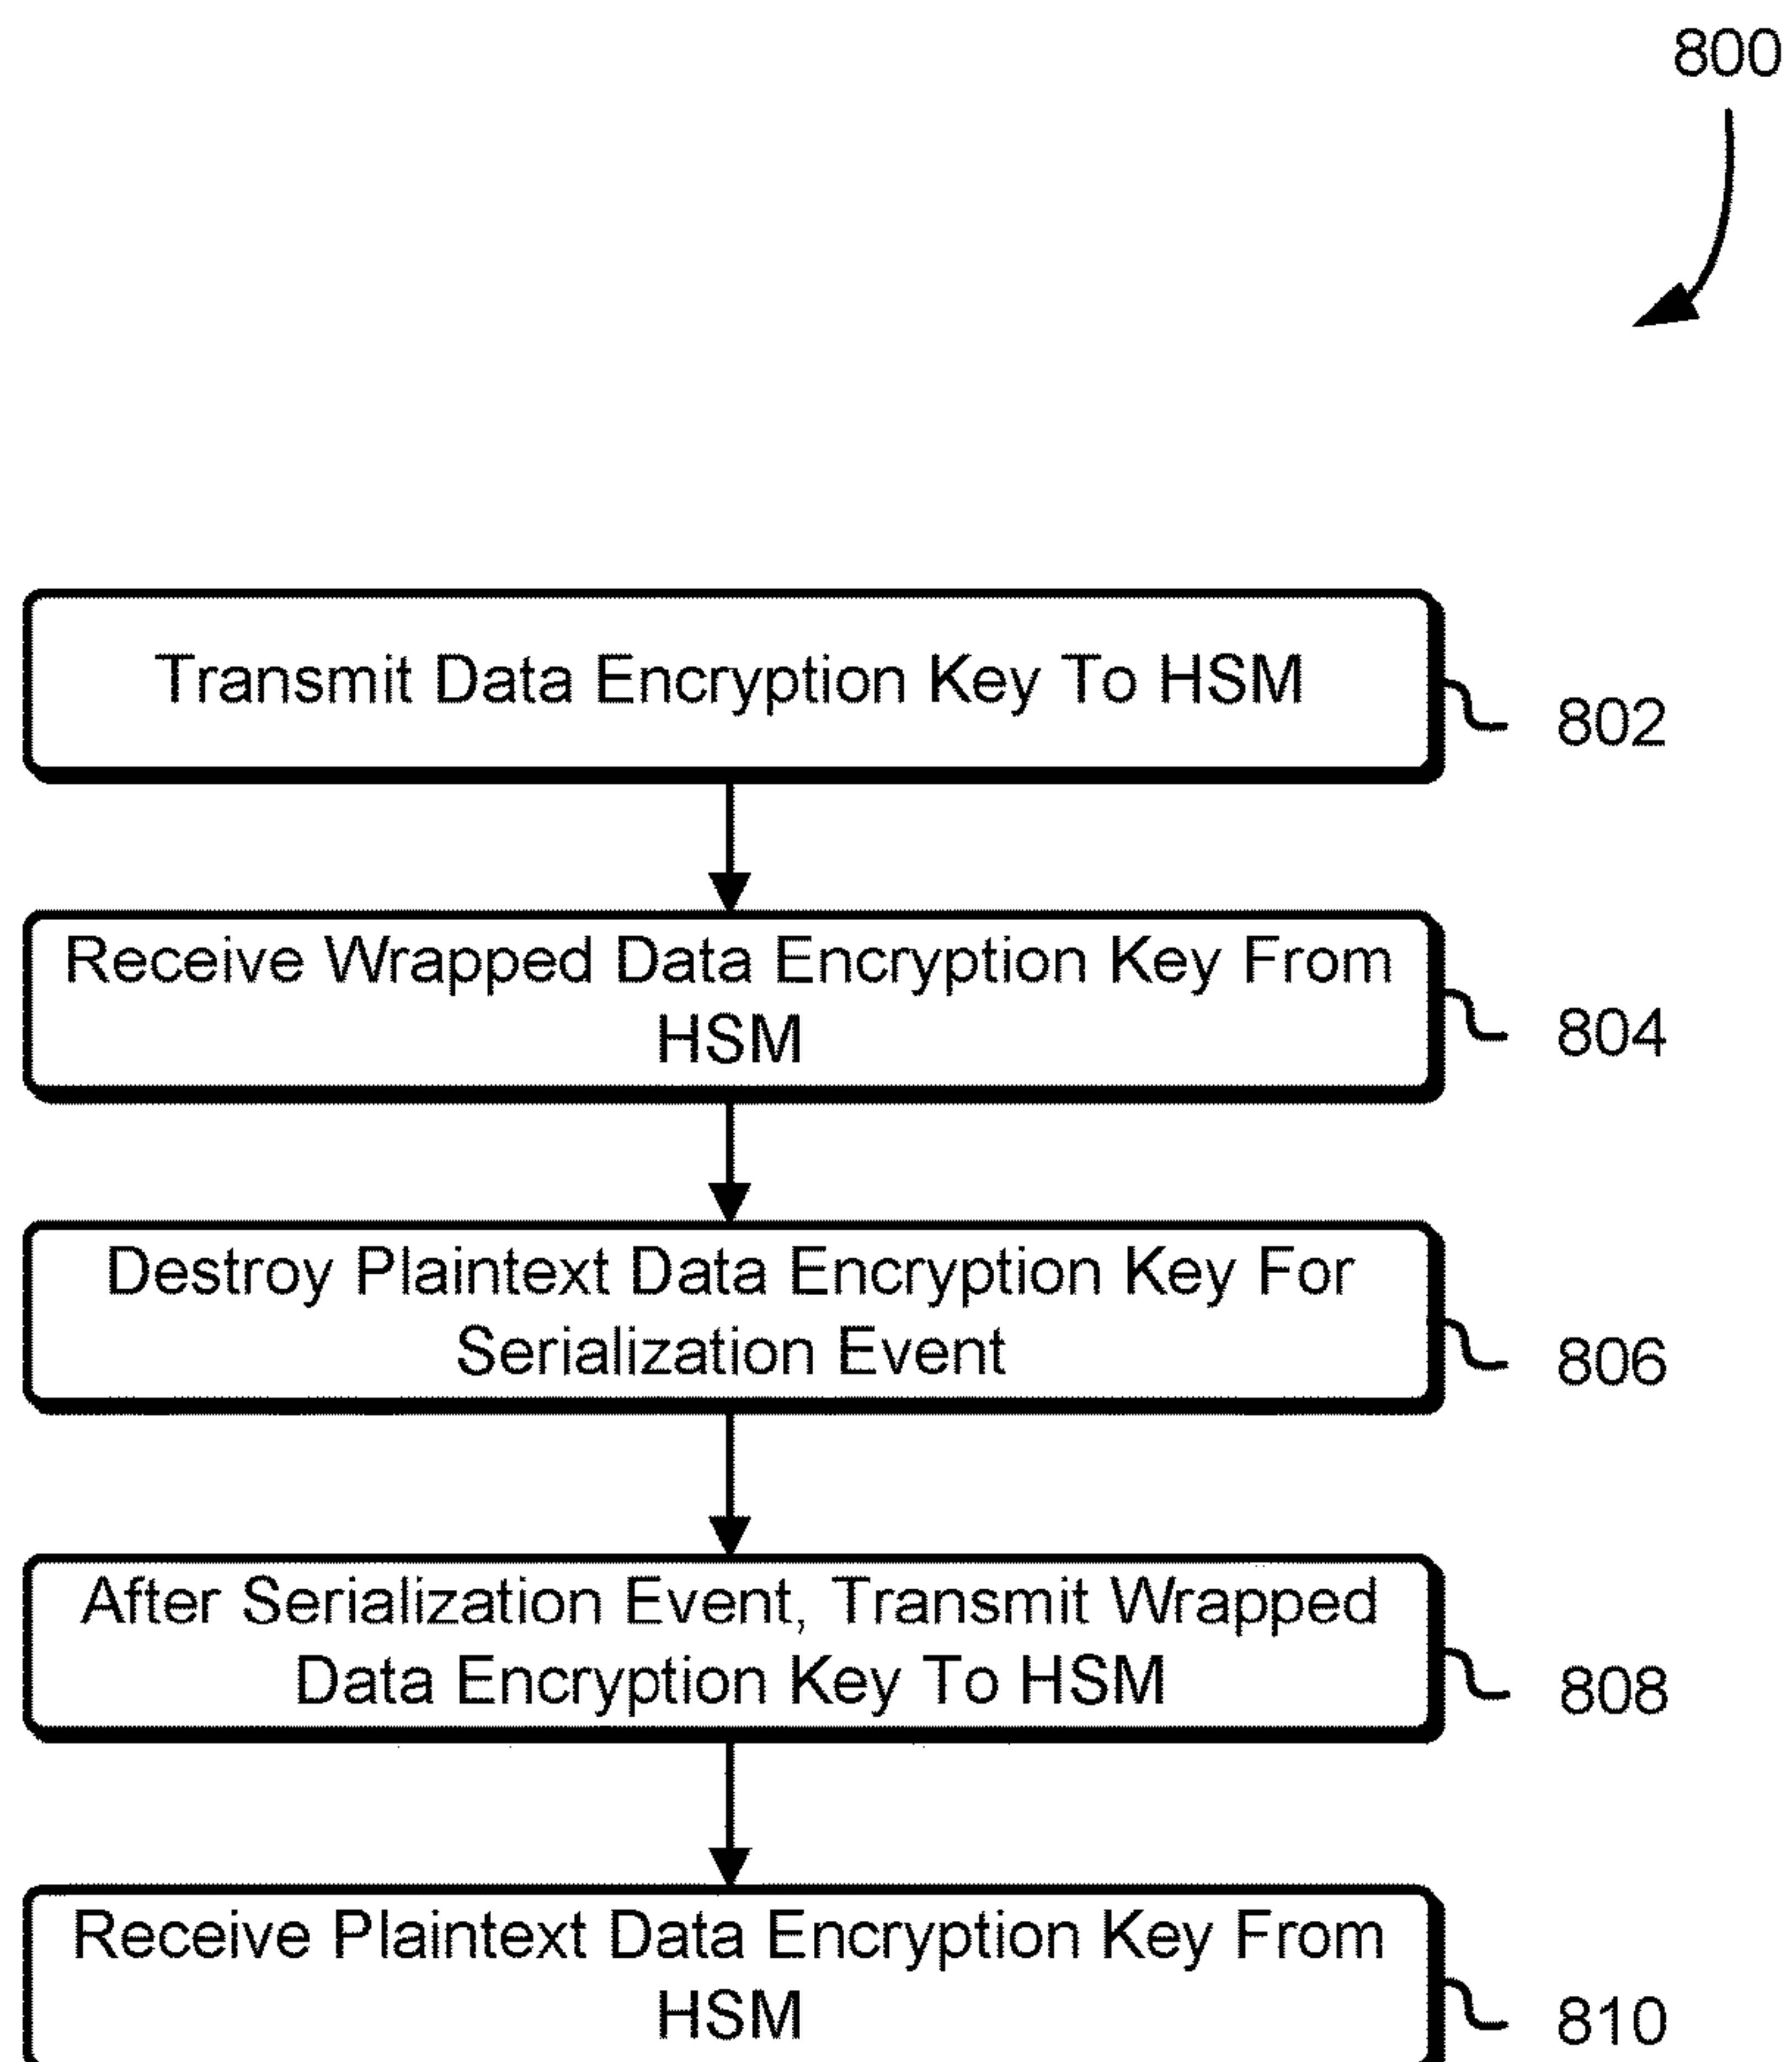 800
Transmit Data Encryption Key To HSM
802
Receive Wrapped Data Encryption Key From
HSM
804
Destroy Plaintext Data Encryption Key For
Serialization Event
806
After Serialization Event, Transmit Wrapped
Data Encryption Key To HSM
808
Receive Plaintext Data Encryption Key From
HSM
810